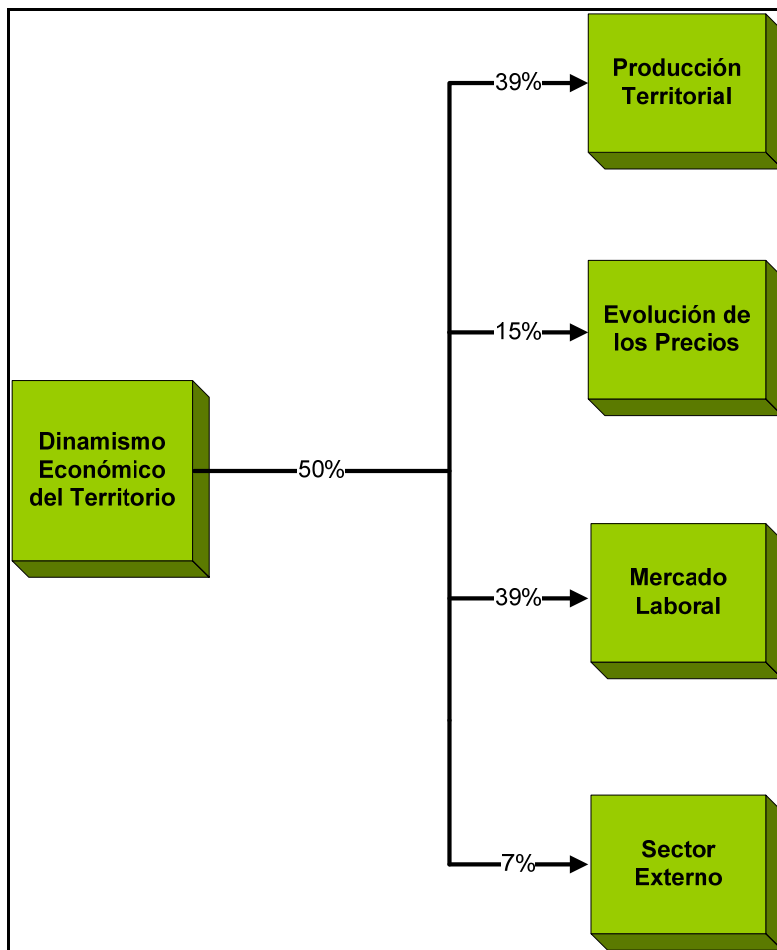 39%
Producción
Territorial
15%
Evolución de
los Precios
Dinamismo
Económico
del Territorio
50%
39%
Mercado
Laboral
7%
Sector
Externo